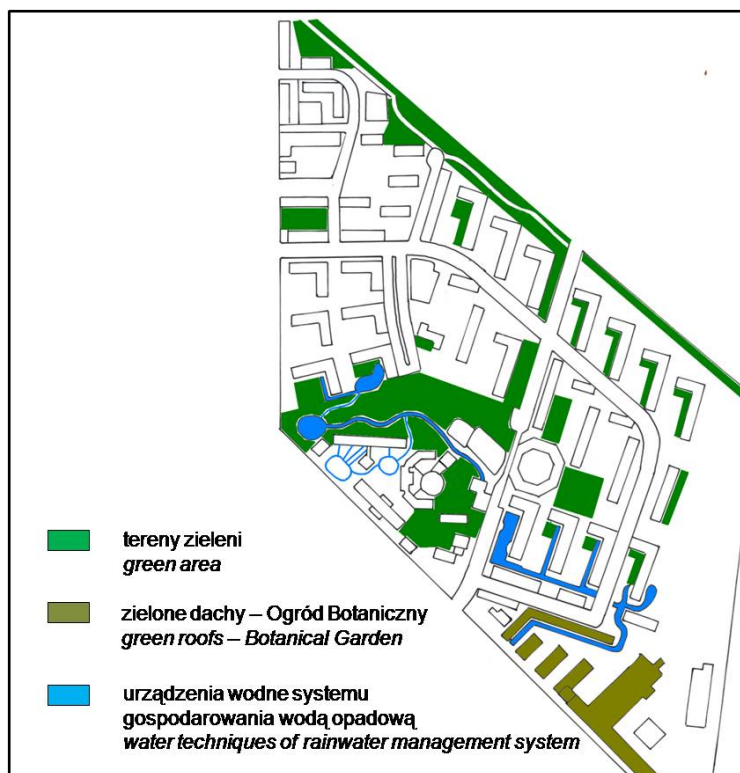 tereny zieleni
green area
zielone dachy – Ogród Botaniczny
green roofs – Botanical Garden
urządzenia wodne systemu
gospodarowania wodą opadową
water techniques of rainwater management system